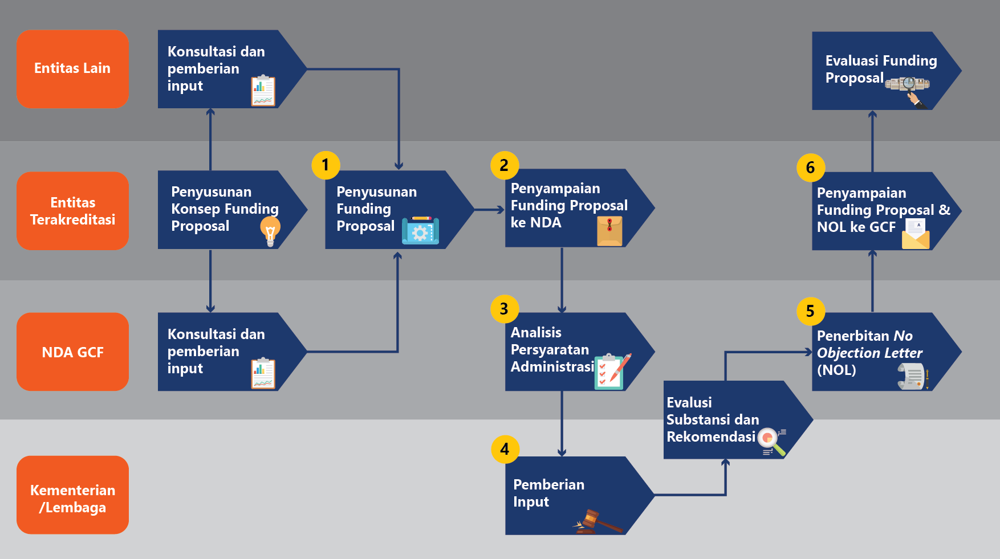 Entitas Lain
Konsultasi dan
pemberian
input
Evaluasi Funding
Proposal
Entitas
Terakreditasi
Penyusunan
Konsep Funding
Proposal
1
Penyusunan
Funding
Proposal
2
Penyampaian
Funding Proposal
ke NDA
6
Penyampaian
Funding Proposal &
NOL ke GCF
A
NDA GCF
Konsultasi dan
pemberian
input
3
Analisis
Persyaratan
Administrasi
5
Penerbitan No
Objection Letter
(NOL)
Evalusi
Substansi dan
Rekomendasi
Kementerian
/Lembaga
4
Pemberian
Input